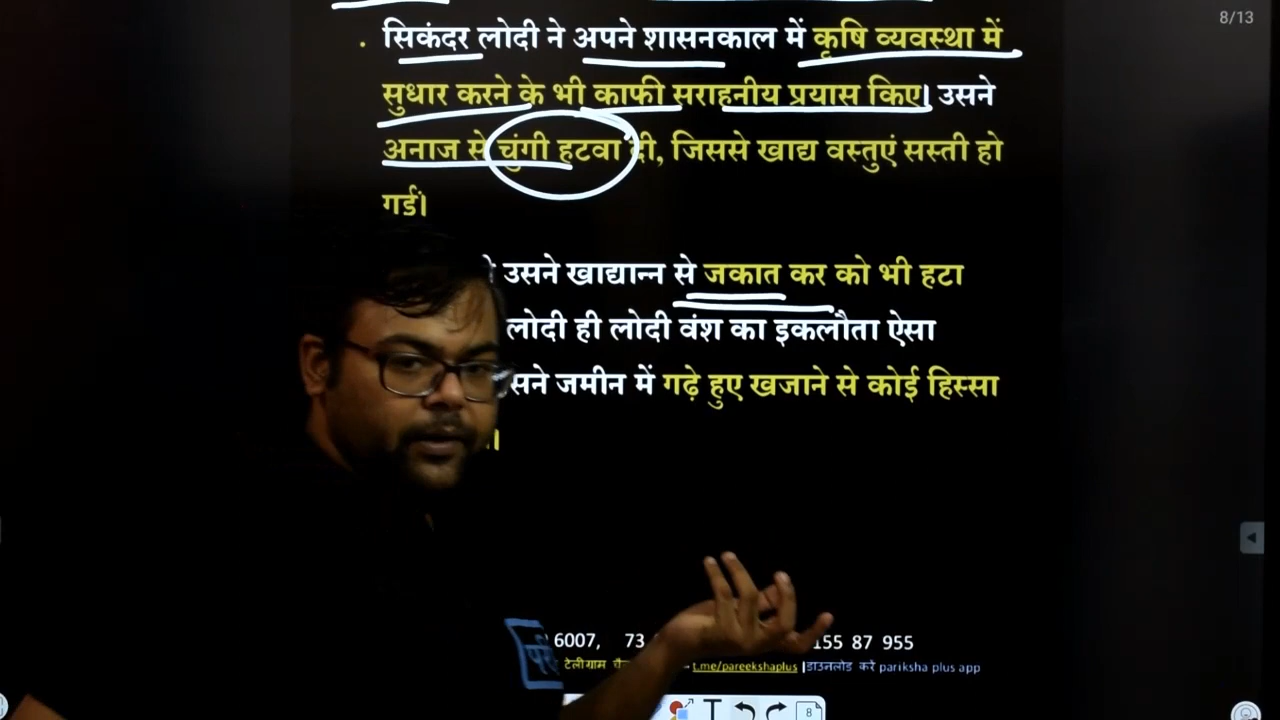 8/13
. सिकंदर लोदी ने अपने शासनकाल में कृषि व्यवस्था में
सुधार करने के भी काफी सराहनीय प्रयास किए। उसने
अनाज से चुंगी हटवा दी, जिससे खाद्य वस्तुएं सस्ती हो
गईं।
उसने खाद्यान्न से जकात कर को भी हटा
लोदी ही लोदी वंश का इकलौता ऐसा
सने जमीन में गढ़े हुए खजाने से कोई हिस्सा
।
6007, 73 155 87 955
टेलीग्राम t.me/pareekshaplus |डाउनलोड करें pariksha plus app
T 8